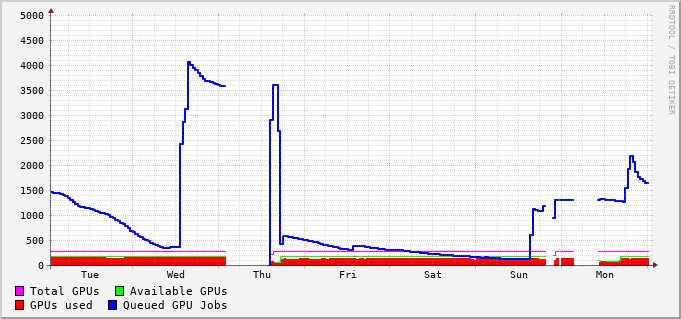 5000
4500
4000
3500
3000
2500
2000
1500
1000
500
0
Tue Wed Thu Fri Sat Sun Mon
Total GPUs Available GPUs
GPUs used Queued GPU Jobs
RRDTOOL / TOBI OETIKER